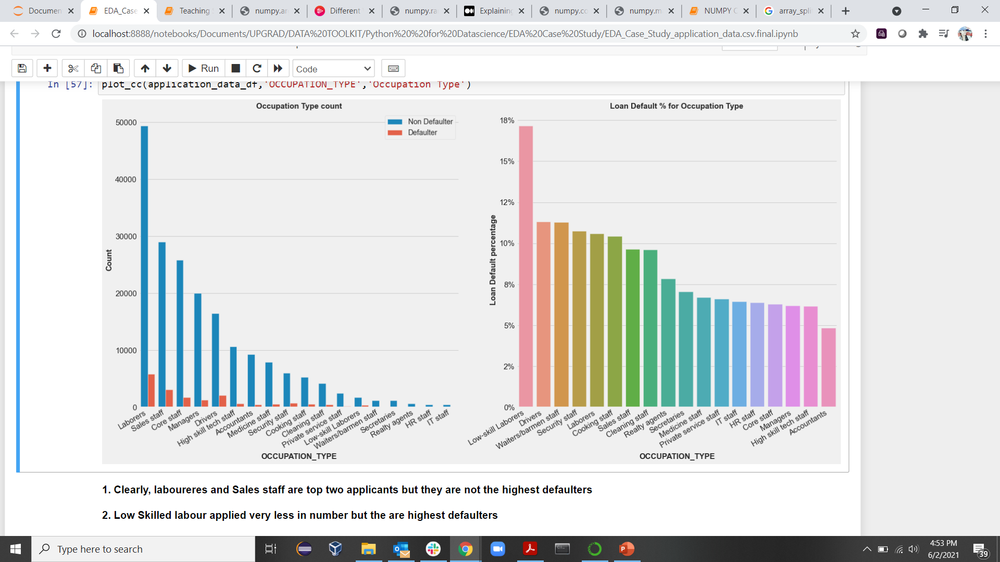 Documen
EDA_Case
Teaching
numpy.ar
Different
numpy.ra
Explaining
numpy.co
numpy.m
NUMPY C
array_spli
localhost:8888/notebooks/Documents/UPGRAD/DATA%20TOOLKIT/Python%20%20for%20Datascience/EDA%20Case%20Study/EDA_Case_Study_application_data.csv.final.ipynb
Run
Code
In [57]: plot_cc(application_data_df,'OCCUPATION_TYPE','Occupation Type')
Occupation Type count
Non Defaulter
Defaulter
50000
40000
30000
20000
10000
0
Count
Laborers
Sales staff
Core staff
Managers
Drivers
High skill tech staff
Accountants
Medicine staff
Security staff
Cooking staff
Cleaning staff
Private service staff
Low-skill Laborers
Waiters/barmen staff
Secretaries
Realty agents
HR staff
IT staff
OCCUPATION_TYPE
Loan Default % for Occupation Type
18%
15%
12%
10%
8%
5%
2%
0%
Loan Default percentage
Low-skill Laborers
Drivers
Waiters/barmen staff
Security staff
Laborers
Cooking staff
Sales staff
Cleaning staff
Realty agents
Secretaries
Medicine staff
Private service staff
IT staff
HR staff
Core staff
Managers
High skill tech staff
Accountants
OCCUPATION_TYPE
1. Clearly, laboureres and Sales staff are top two applicants but they are not the highest defaulters
2. Low Skilled labour applied very less in number but the are highest defaulters
Type here to search
4:53 PM
6/2/2021
39